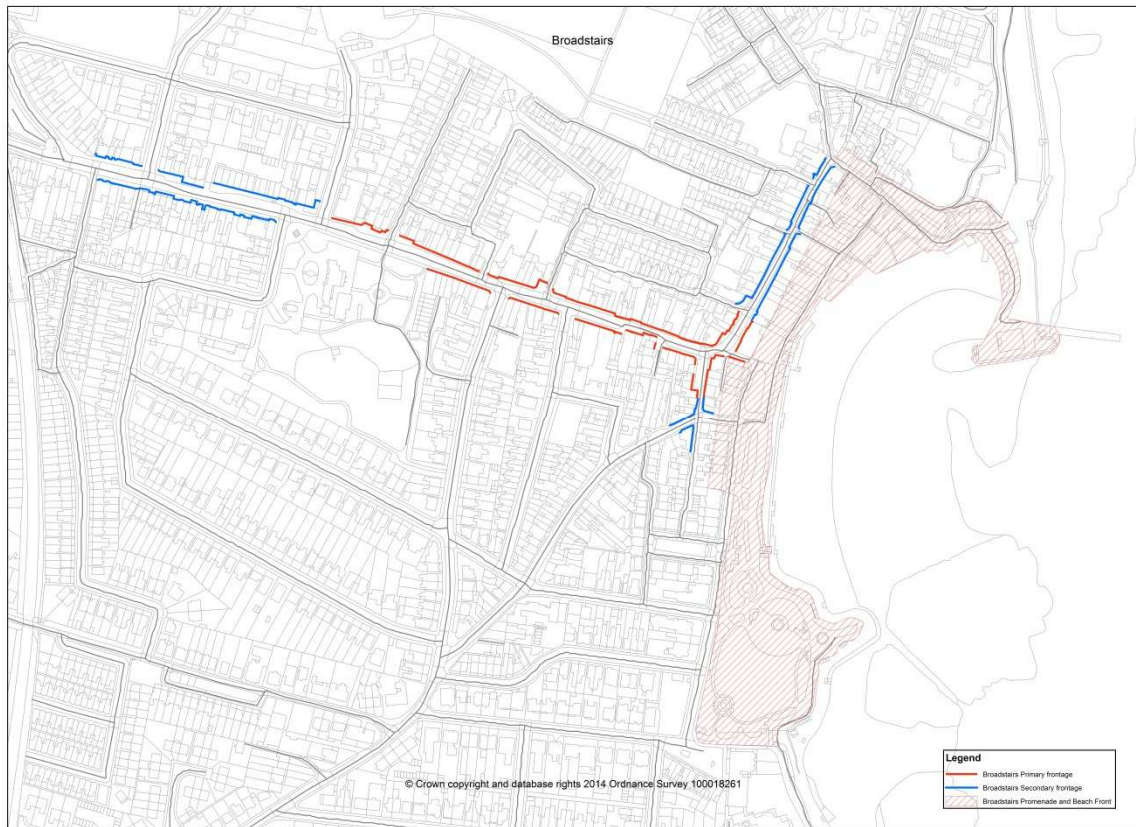 Broadstairs
© Crown copyright and database rights 2014 Ordnance Survey 100018261
Legend
Broadstairs Primary frontage
Broadstairs Secondary frontage
Broadstairs Promenade and Beach Front